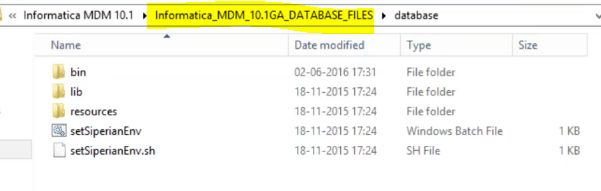 Informatica MDM 10.1 Informatica_MDM_10.1GA_DATABASE_FILES database
Name Date modified Type Size
bin 02-06-2016 17:31 File folder
lib 18-11-2015 17:24 File folder
resources 18-11-2015 17:24 File folder
setSiperianEnv 18-11-2015 17:24 Windows Batch File 1 KB
setSiperianEnv.sh 18-11-2015 17:24 SH File 1 KB